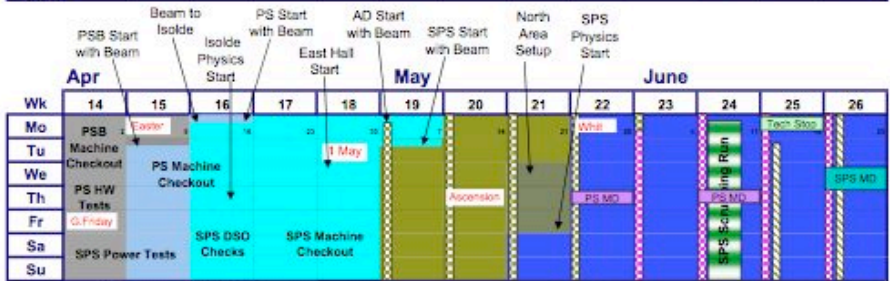 Beam to
Isolde
PS Start
with Beam
AD Start
with Beam
North
Area
Setup
SPS
Physics
Start
PSB Start
with Beam
Isolde
Physics
Start
East Hall
Start
SPS Start
with Beam
Apr
May
June
Wk 14 15 16 17 18 19 20 21 22 23 24 25 26
Mo
Tu
We
Th
Fr
Sa
Su
PSB
Machine
Checkout
PS HW
Tests
G.Friday
SPS Power Tests
Easter
PS Machine
Checkout
SPS DSO
Checks
1 May
SPS Machine
Checkout
Ascension
Whit
PS MD
PS MD
SPS Scrubbing Run
Tech Stop
SPS MD